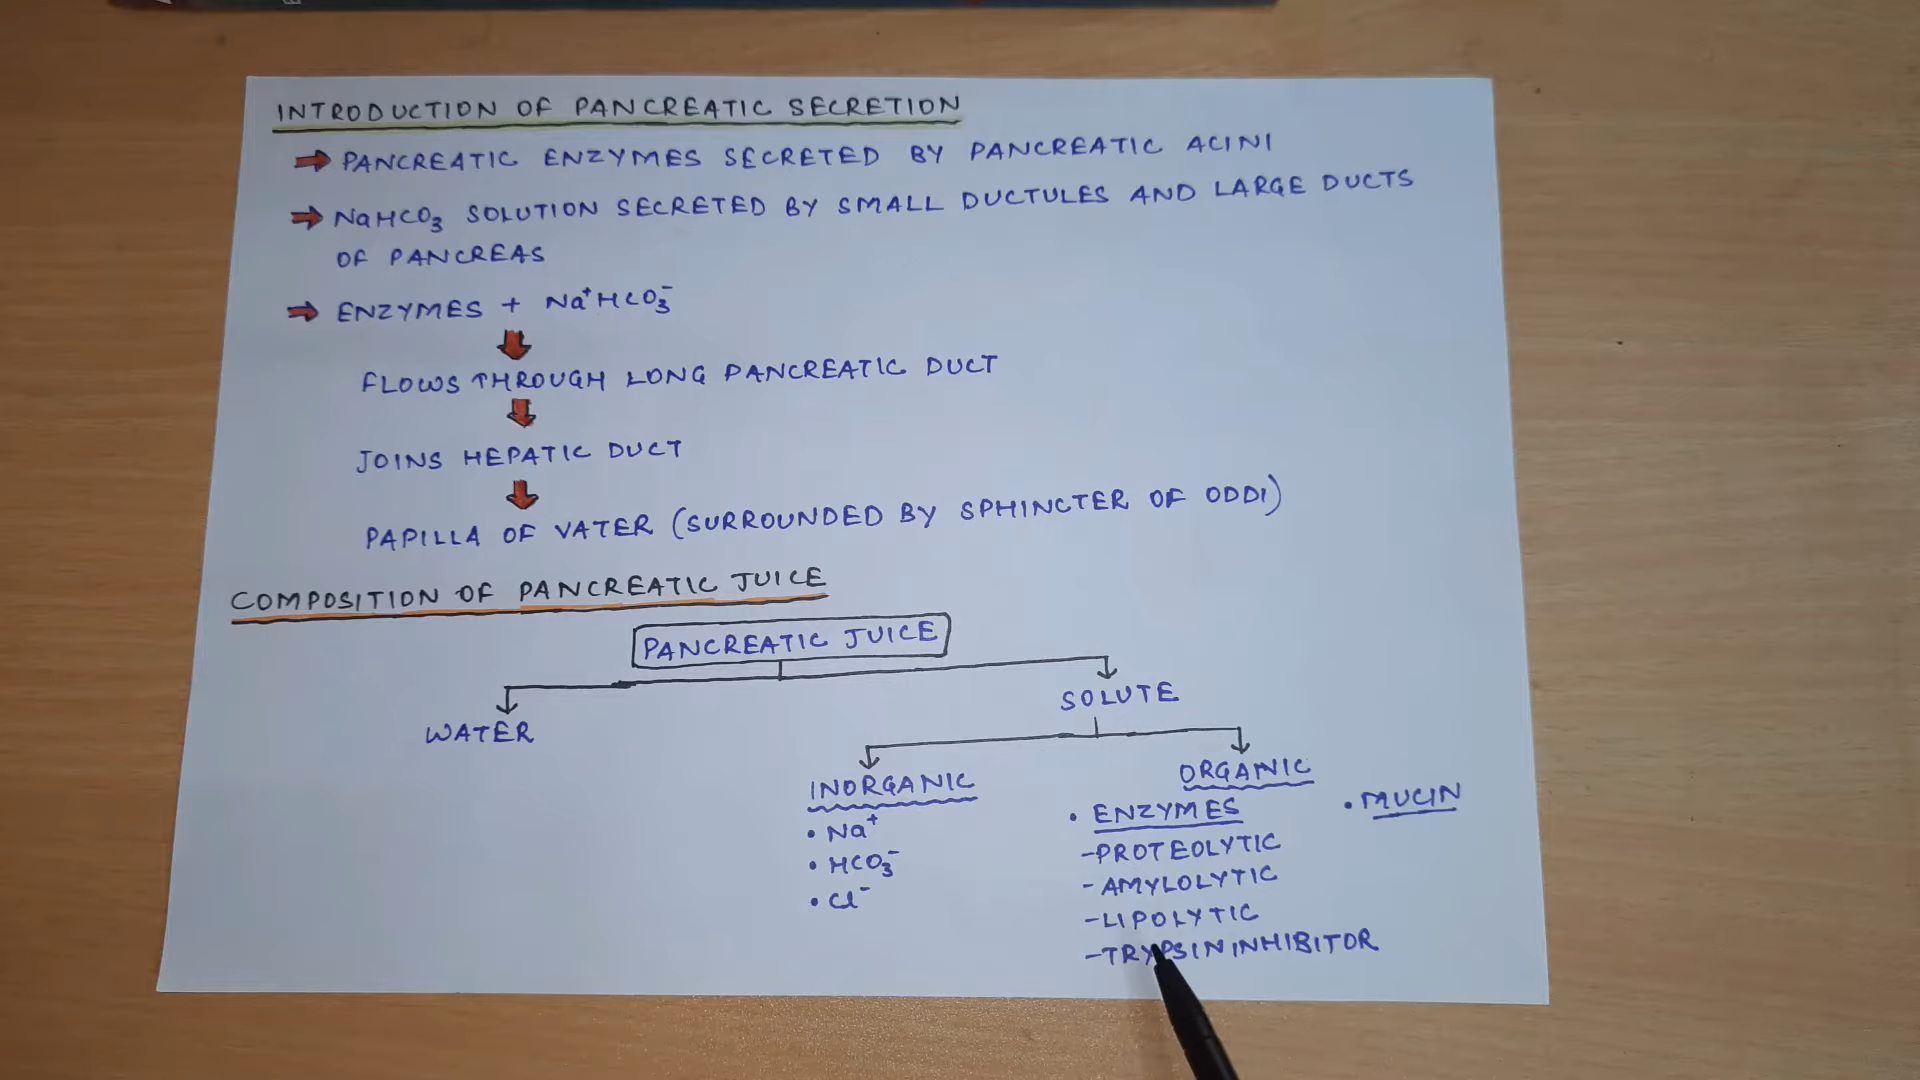 INTRODUCTION OF PANCREATIC SECRETION
PANCREATIC ENZYMES SECRETED BY PANCREATIC ACINI
NaHCO3 SOLUTION SECRETED BY SMALL DUCTULES AND LARGE DUCTS
OF PANCREAS
ENZYMES + Na⁺HCO₃⁻
FLOWS THROUGH LONG PANCREATIC DUCT
JOINS HEPATIC DUCT
PAPILLA OF VATER (SURROUNDED BY SPHINCTER OF ODDI)
COMPOSITION OF PANCREATIC JUICE
PANCREATIC JUICE
WATER
SOLUTE
INORGANIC
• Na⁺
• HCO₃⁻
• Cl⁻
ORGANIC
• ENZYMES
-PROTEOLYTIC
-AMYLOLYTIC
-LIPOLYTIC
-TRYPSIN INHIBITOR
• MUCIN